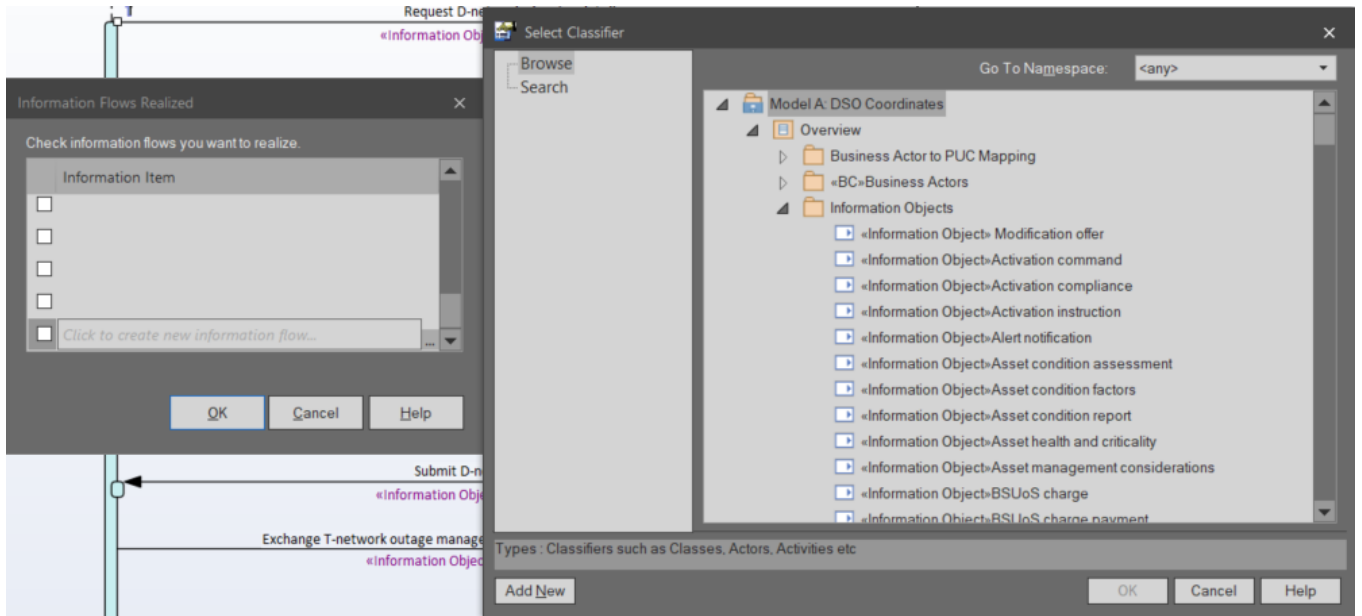 Request D-ne
«Information Obj
Information Flows Realized
Check information flows you want to realize.
Information Item
Click to create new information flow...
...
OK
Cancel
Help
Submit D-n
«Information Obje
Exchange T-network outage manage
«Information Objec
Select Classifier
Browse
Search
Go To Namespace:
<any>
Model A: DSO Coordinates
Overview
Business Actor to PUC Mapping
«BC»Business Actors
Information Objects
«Information Object» Modification offer
«Information Object»Activation command
«Information Object»Activation compliance
«Information Object»Activation instruction
«Information Object»Alert notification
«Information Object»Asset condition assessment
«Information Object»Asset condition factors
«Information Object»Asset condition report
«Information Object»Asset health and criticality
«Information Object»Asset management considerations
«Information Object»BSUoS charge
«Information Object»BSUoS charge payment
Types : Classifiers such as Classes, Actors, Activities etc
Add New
OK
Cancel
Help